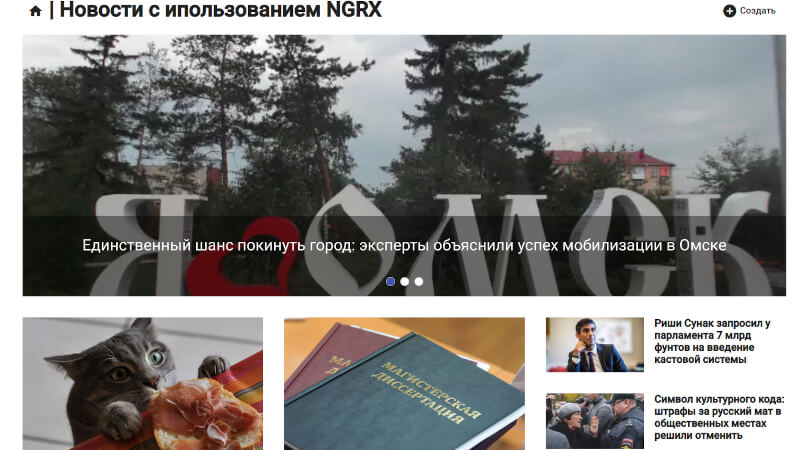 | Новости с ипользованием NGRX
Создать
Я ОМСК
Единственный шанс покинуть город: эксперты объяснили успех мобилизации в Омске
МАГИСТЕРСКАЯ
ДИССЕРТАЦИЯ
Риши Сунак запросил у
парламента 7 млрд
фунтов на введение
кастовой системы
Символ культурного кода:
штрафы за русский мат в
общественных местах
решили отменить